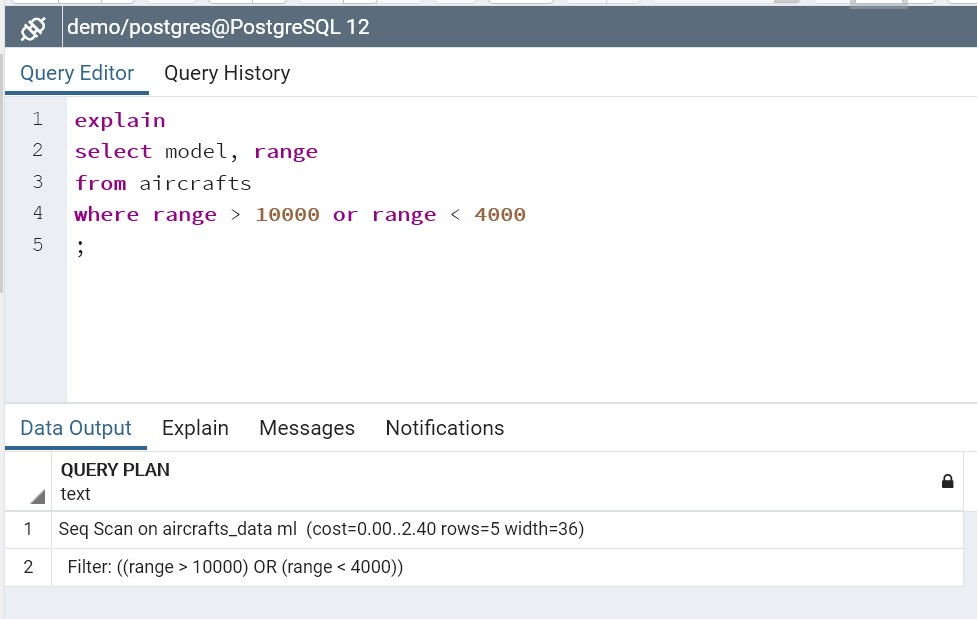 demo/postgres@PostgreSQL 12
Query Editor Query History
1 explain
2 select model, range
3 from aircrafts
4 where range > 10000 or range < 4000
5 ;
Data Output Explain Messages Notifications
QUERY PLAN
text
1 Seq Scan on aircrafts_data ml (cost=0.00..2.40 rows=5 width=36)
2 Filter: ((range > 10000) OR (range < 4000))